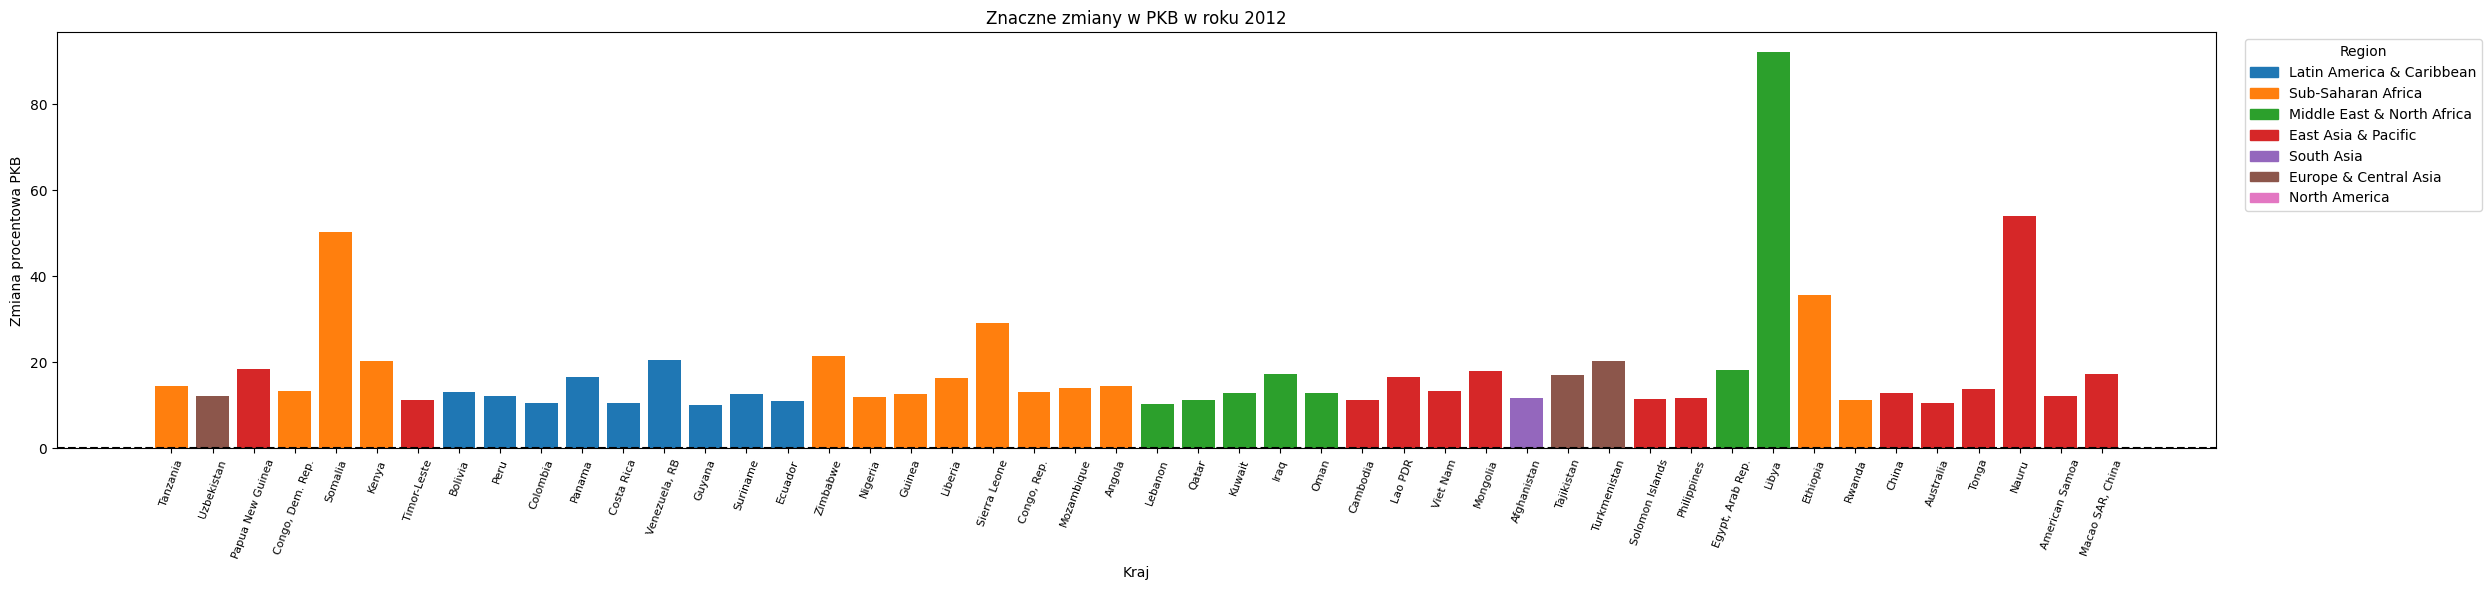 Znaczne zmiany w PKB w roku 2012
Zmiana procentowa PKB
80
60
40
20
0
Tanzania
Uzbekistan
Papua New Guinea
Congo, Dem. Rep.
Somalia
Kenya
Timor-Leste
Bolivia
Peru
Colombia
Panama
Costa Rica
Venezuela, RB
Guyana
Suriname
Ecuador
Zimbabwe
Nigeria
Guinea
Liberia
Sierra Leone
Congo, Rep.
Mozambique
Angola
Lebanon
Qatar
Kuwait
Iraq
Oman
Cambodia
Lao PDR
Viet Nam
Mongolia
Afghanistan
Tajikistan
Turkmenistan
Solomon Islands
Philippines
Egypt, Arab Rep.
Libya
Ethiopia
Rwanda
China
Australia
Tonga
Nauru
American Samoa
Macao SAR, China
Kraj
Region
Latin America & Caribbean
Sub-Saharan Africa
Middle East & North Africa
East Asia & Pacific
South Asia
Europe & Central Asia
North America